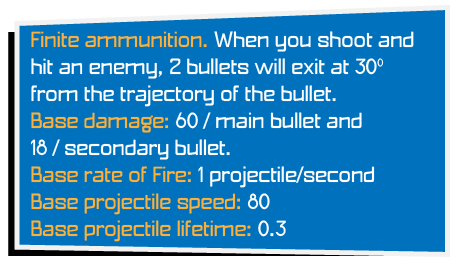 Finite ammunition. When you shoot and
hit an enemy, 2 bullets will exit at 30º
from the trajectory of the bullet.
Base damage: 60 / main bullet and
18 / secondary bullet.
Base rate of Fire: 1 projectile/second
Base projectile speed: 80
Base projectile lifetime: 0.3